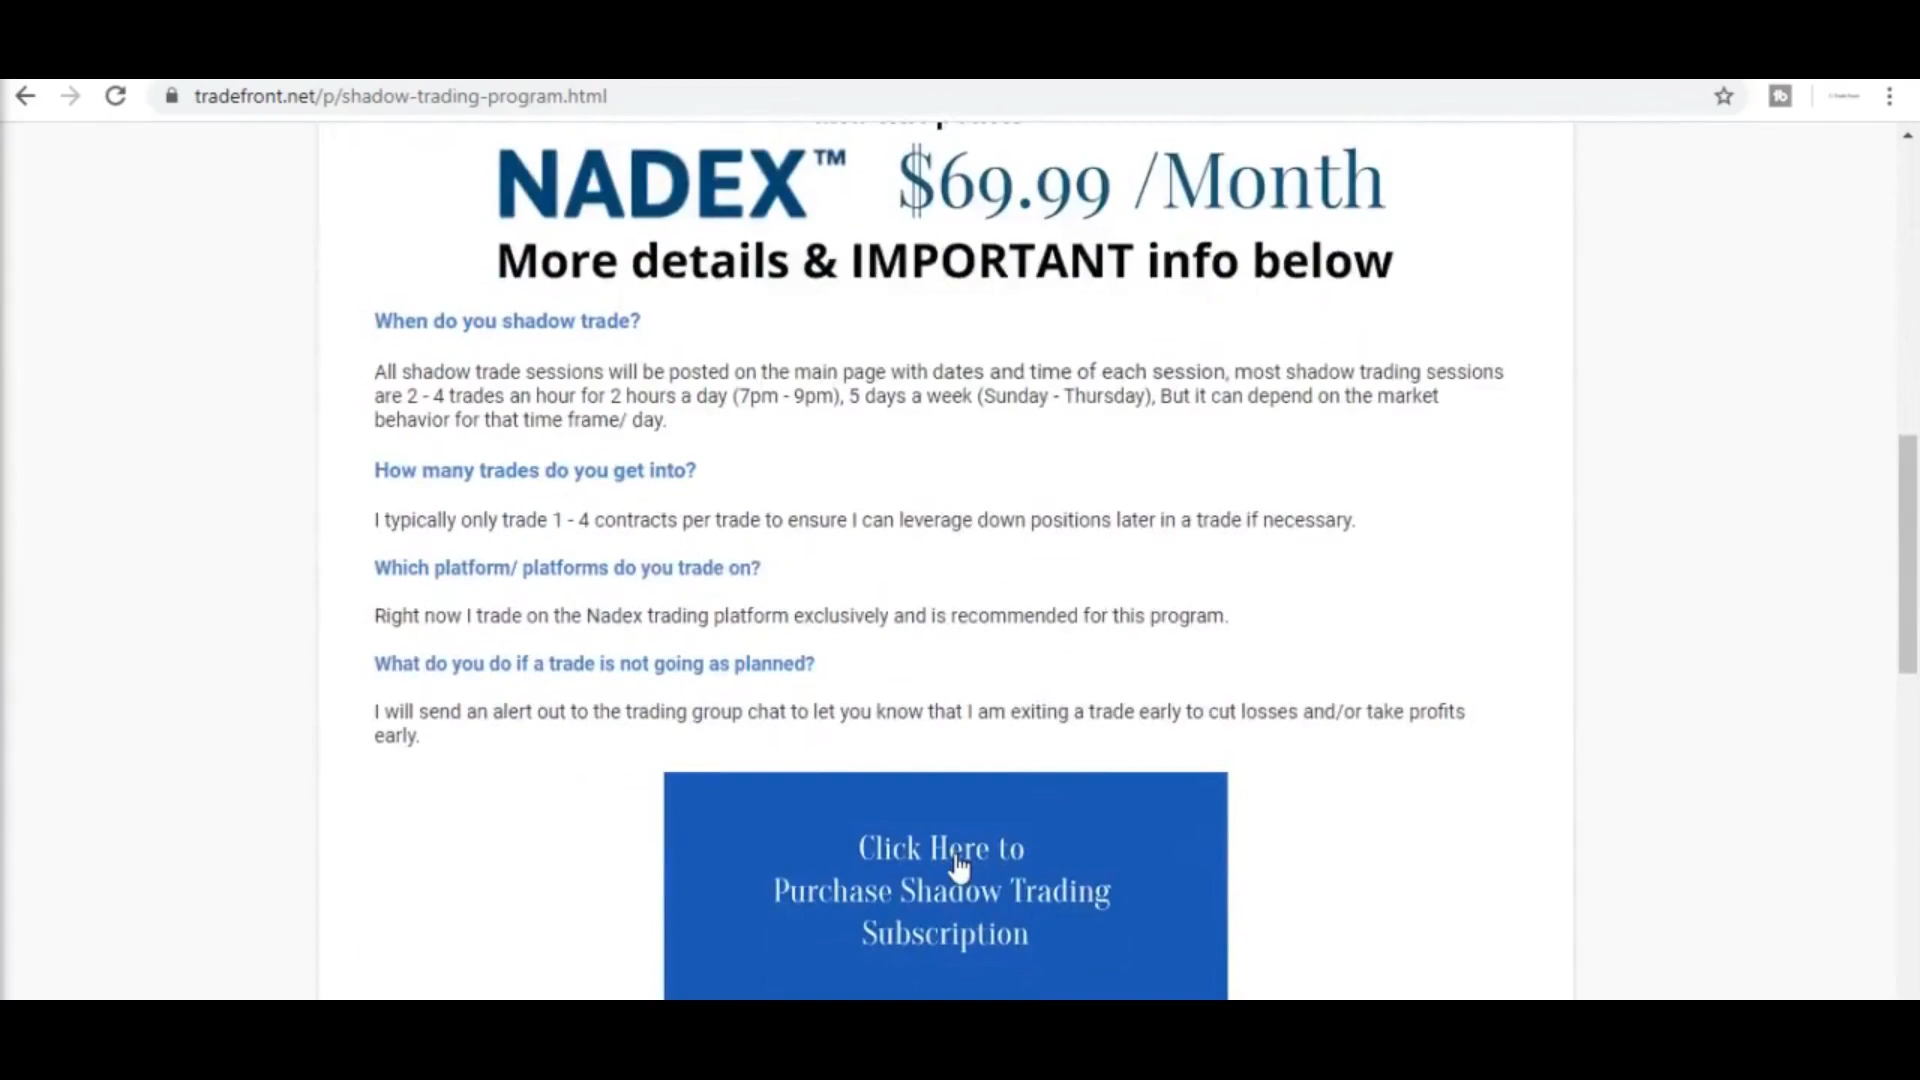 tradefront.net/p/shadow-trading-program.html
NADEX™ $69.99 /Month
More details & IMPORTANT info below
When do you shadow trade?
All shadow trade sessions will be posted on the main page with dates and time of each session, most shadow trading sessions
are 2 - 4 trades an hour for 2 hours a day (7pm - 9pm), 5 days a week (Sunday - Thursday), But it can depend on the market
behavior for that time frame/ day.
How many trades do you get into?
I typically only trade 1 - 4 contracts per trade to ensure I can leverage down positions later in a trade if necessary.
Which platform/ platforms do you trade on?
Right now I trade on the Nadex trading platform exclusively and is recommended for this program.
What do you do if a trade is not going as planned?
I will send an alert out to the trading group chat to let you know that I am exiting a trade early to cut losses and/or take profits
early.
Click Here to
Purchase Shadow Trading
Subscription